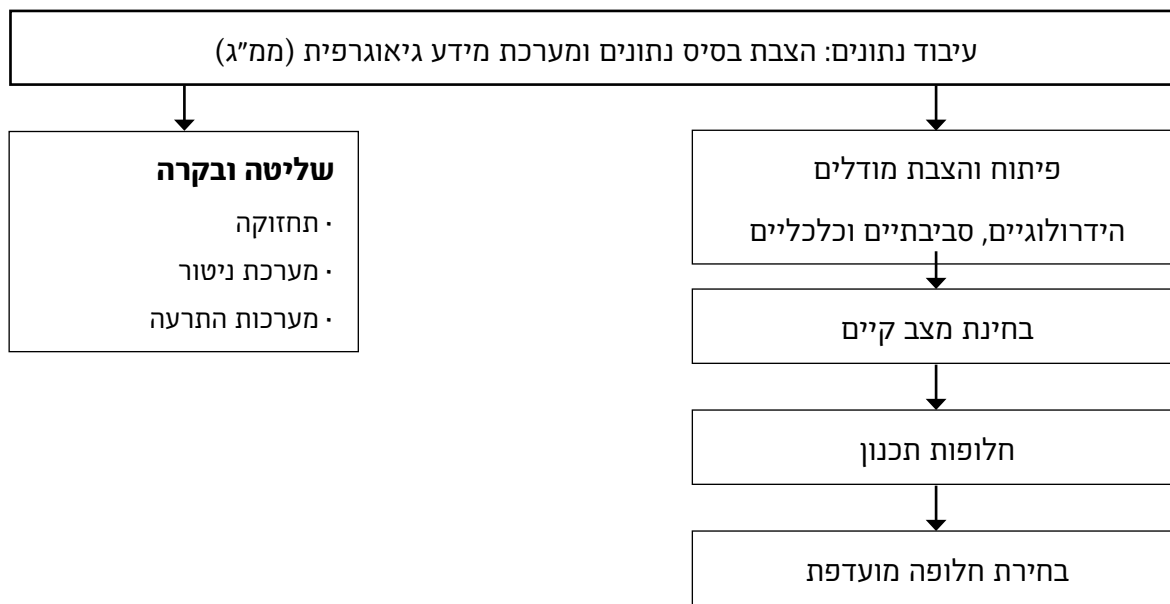 עיבוד נתונים: הצבת בסיס נתונים ומערכת מידע גיאוגרפית (ממ״ג)
פיתוח והצבת מודלים
הידרולוגיים, סביבתיים וכלכליים
בחינת מצב קיים
חלופות תכנון
בחירת חלופה מועדפת
שליטה ובקרה
· תחזוקה
· מערכת ניטור
· מערכות התרעה